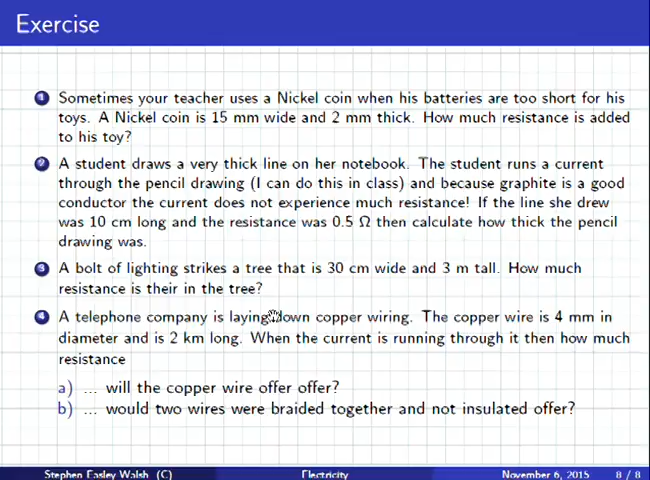 Exercise
1 Sometimes your teacher uses a Nickel coin when his batteries are too short for his
toys. A Nickel coin is 15 mm wide and 2 mm thick. How much resistance is added
to his toy?
2 A student draws a very thick line on her notebook. The student runs a current
through the pencil drawing (I can do this in class) and because graphite is a good
conductor the current does not experience much resistance! If the line she drew
was 10 cm long and the resistance was 0.5 Ω then calculate how thick the pencil
drawing was.
3 A bolt of lighting strikes a tree that is 30 cm wide and 3 m tall. How much
resistance is their in the tree?
4 A telephone company is laying down copper wiring. The copper wire is 4 mm in
diameter and is 2 km long. When the current is running through it then how much
resistance
a) ... will the copper wire offer offer?
b) ... would two wires were braided together and not insulated offer?
Stephen Easley Walsh (C) Electricity November 6, 2015 8 / 8